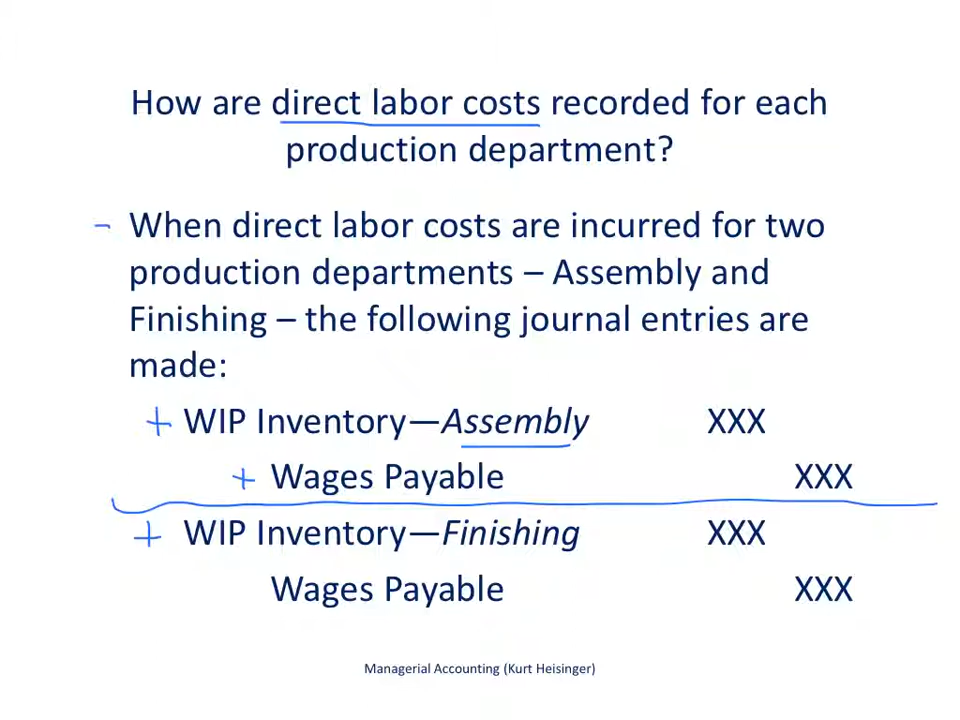 How are direct labor costs recorded for each
production department?
When direct labor costs are incurred for two
production departments – Assembly and
Finishing – the following journal entries are
made:
+ WIP Inventory—Assembly XXX
+ Wages Payable XXX
+ WIP Inventory—Finishing XXX
Wages Payable XXX
Managerial Accounting (Kurt Heisinger)